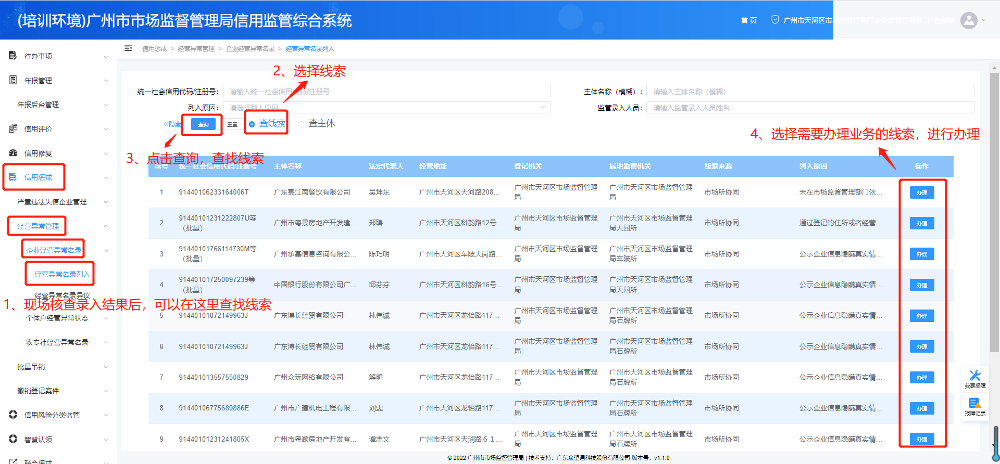 (培训环境)广州市市场监督管理局信用监管综合系统
首页
广州市天河区市场监督管理局企业监督管理科
待办事项
年报管理
年报后台管理
信用评价
信用修复
信用惩戒
严重违法失信企业管理
经营异常管理
企业经营异常名录
经营异常名录列入
经营异常名录异议
1、现场核查录入结果后，可以在这里查找线索
个体户经营异常状态
农专社经营异常名录
批量吊销
撤销登记案件
信用风险分类监管
智慧认领
联合惩戒
信用惩戒 > 经营异常管理 > 企业经营异常名录 > 经营异常名录列入
2、选择线索
统一社会信用代码/注册号：
请输入统一社会信用代码/注册号
主体名称（模糊）：
请输入主体名称（模糊）
列入原因：
请选择列入原因
监管录入人员：
请输入监管录入人员姓名
《隐藏
查询
重置
查线索
查主体
4、选择需要办理业务的线索，进行办理
3、点击查询，查找线索
序号 统一社会信用代码/注册号 主体名称 法定代表人 经营地址 登记机关 属地监管机关 线索来源 列入原因 操作
1 91440106233164006T 广东宴江南餐饮有限公司 吴坤东 广州市天河区天河路208... 广州市天河区市场监督管理局 广州市天河区市场监督管理局 市场所协同 未在市场监督管理部门依... 办理
2 91440101231222807U等（批量） 广州市粤景房地产开发建... 郑聘 广州市天河区科韵路12号... 广州市天河区市场监督管理局 广州市天河区市场监督管理局天园所 市场所协同 通过登记的住所或者经营... 办理
3 91440101766114730M等（批量） 广州承基信息咨询有限公... 陈巧明 广州市天河区车陂大岗路... 广州市天河区市场监督管理局 广州市天河区市场监督管理局车陂所 市场所协同 公示企业信息隐瞒真实情... 办理
4 914401017250097239等（批量） 中国银行股份有限公司广... 邱芬芬 广州市天河区科韵路16号... 广州市天河区市场监督管理局 广州市天河区市场监督管理局天园所 市场所协同 公示企业信息隐瞒真实情... 办理
5 91440101072149963J 广东博长经贸有限公司 林伟诚 广州市天河区龙怡路117... 广州市天河区市场监督管理局 广州市天河区市场监督管理局石牌所 市场所协同 公示企业信息隐瞒真实情... 办理
6 91440101072149963J 广东博长经贸有限公司 林伟诚 广州市天河区龙怡路117... 广州市天河区市场监督管理局 广州市天河区市场监督管理局石牌所 市场所协同 公示企业信息隐瞒真实情... 办理
7 914401013557550829 广州众玩网络有限公司 解明 广州市天河区龙怡路117... 广州市天河区市场监督管理局 广州市天河区市场监督管理局石牌所 市场所协同 公示企业信息隐瞒真实情... 办理
8 91440106775689886E 广州市广建机电工程有限... 刘雯 广州市天河区龙怡路117... 广州市天河区市场监督管理局 广州市天河区市场监督管理局石牌所 市场所协同 公示企业信息隐瞒真实情... 办理
9 91440101231241805X 广州市粤顾房地产开发有... 谭志文 广州市天河区天润路６１... 广州市天河区市场监督管理局 广州市天河区市场监督管理局石牌所 市场所协同 公示企业信息隐瞒真实情... 办理
我要报障
报障记录
© 2022 广州市市场监督管理局 | 技术支持：广东众望通科技股份有限公司 版本号：v1.1.0